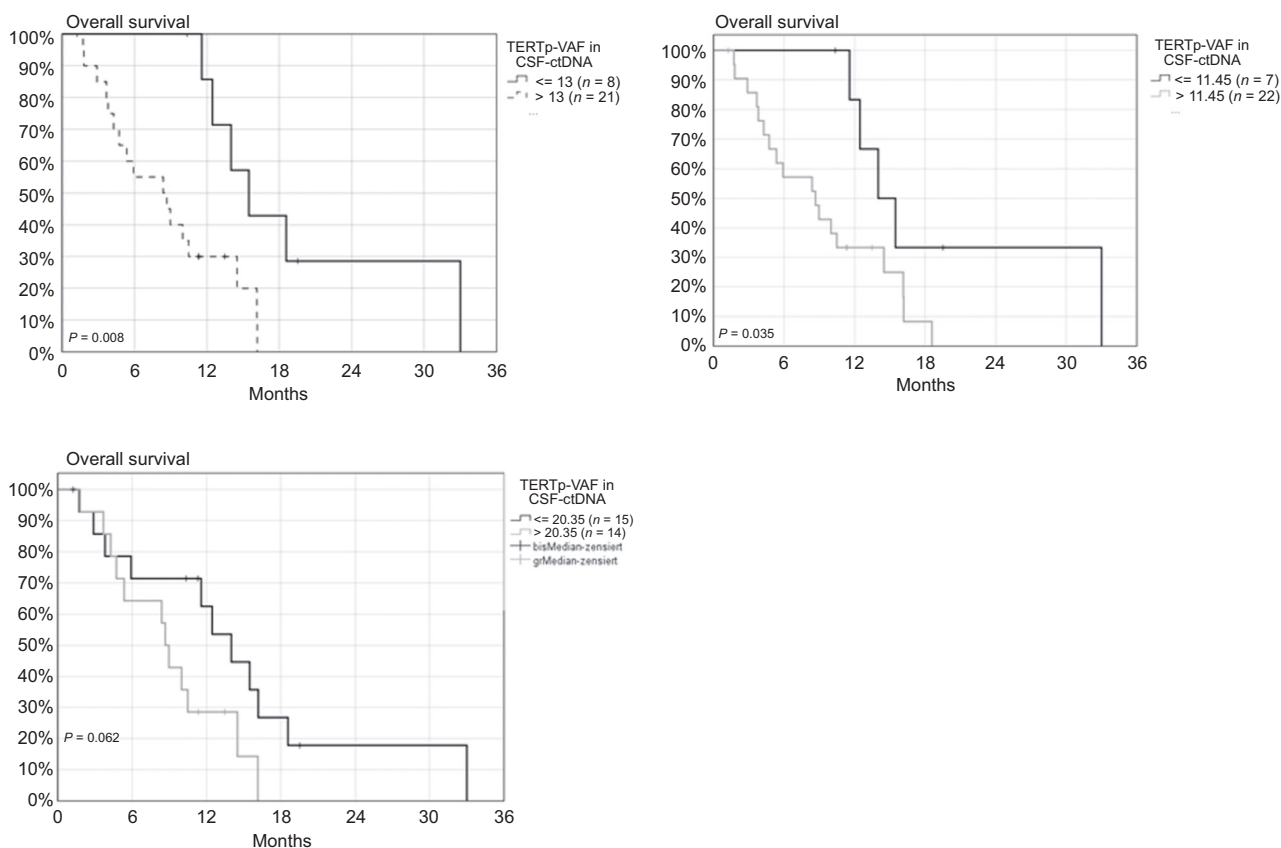 Overall survival
100%
90%
80%
70%
60%
50%
40%
30%
20%
10%
0%
P = 0.008
0 6 12 18 24 30 36
Months
TERTp-VAF in
CSF-ctDNA
<= 13 (n = 8)
> 13 (n = 21)
...
Overall survival
100%
90%
80%
70%
60%
50%
40%
30%
20%
10%
0%
P = 0.035
0 6 12 18 24 30 36
Months
TERTp-VAF in
CSF-ctDNA
<= 11.45 (n = 7)
> 11.45 (n = 22)
...
Overall survival
100%
90%
80%
70%
60%
50%
40%
30%
20%
10%
0%
P = 0.062
0 6 12 18 24 30 36
Months
TERTp-VAF in
CSF-ctDNA
<= 20.35 (n = 15)
> 20.35 (n = 14)
bisMedian-zensiert
grMedian-zensiert